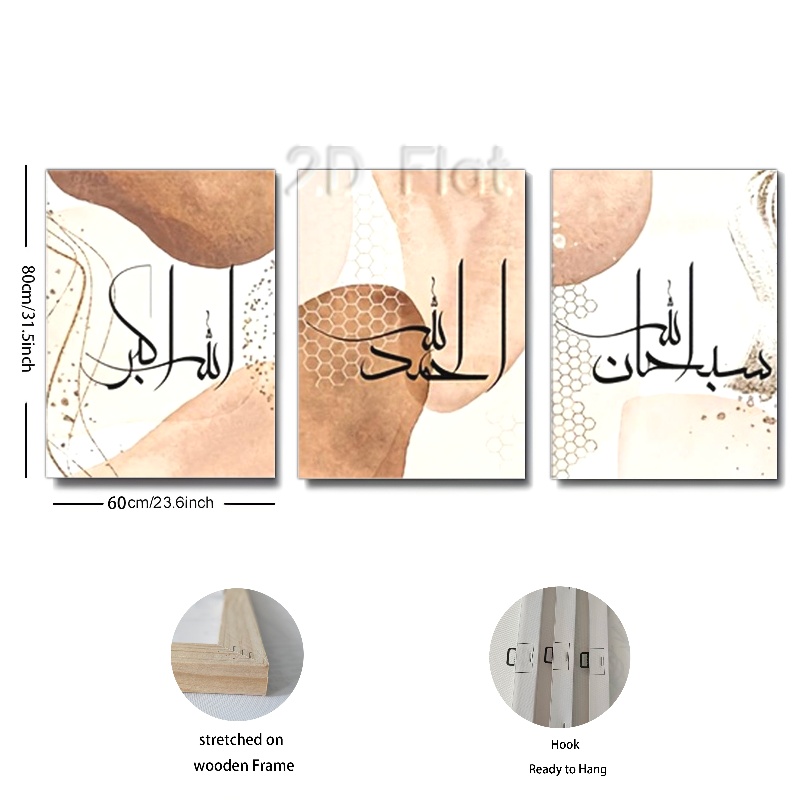 2D Flat
الله أكبر
الحمد لله
سبحان الله
80cm/31.5inch
60cm/23.6inch
stretched on
wooden Frame
Hook
Ready to Hang